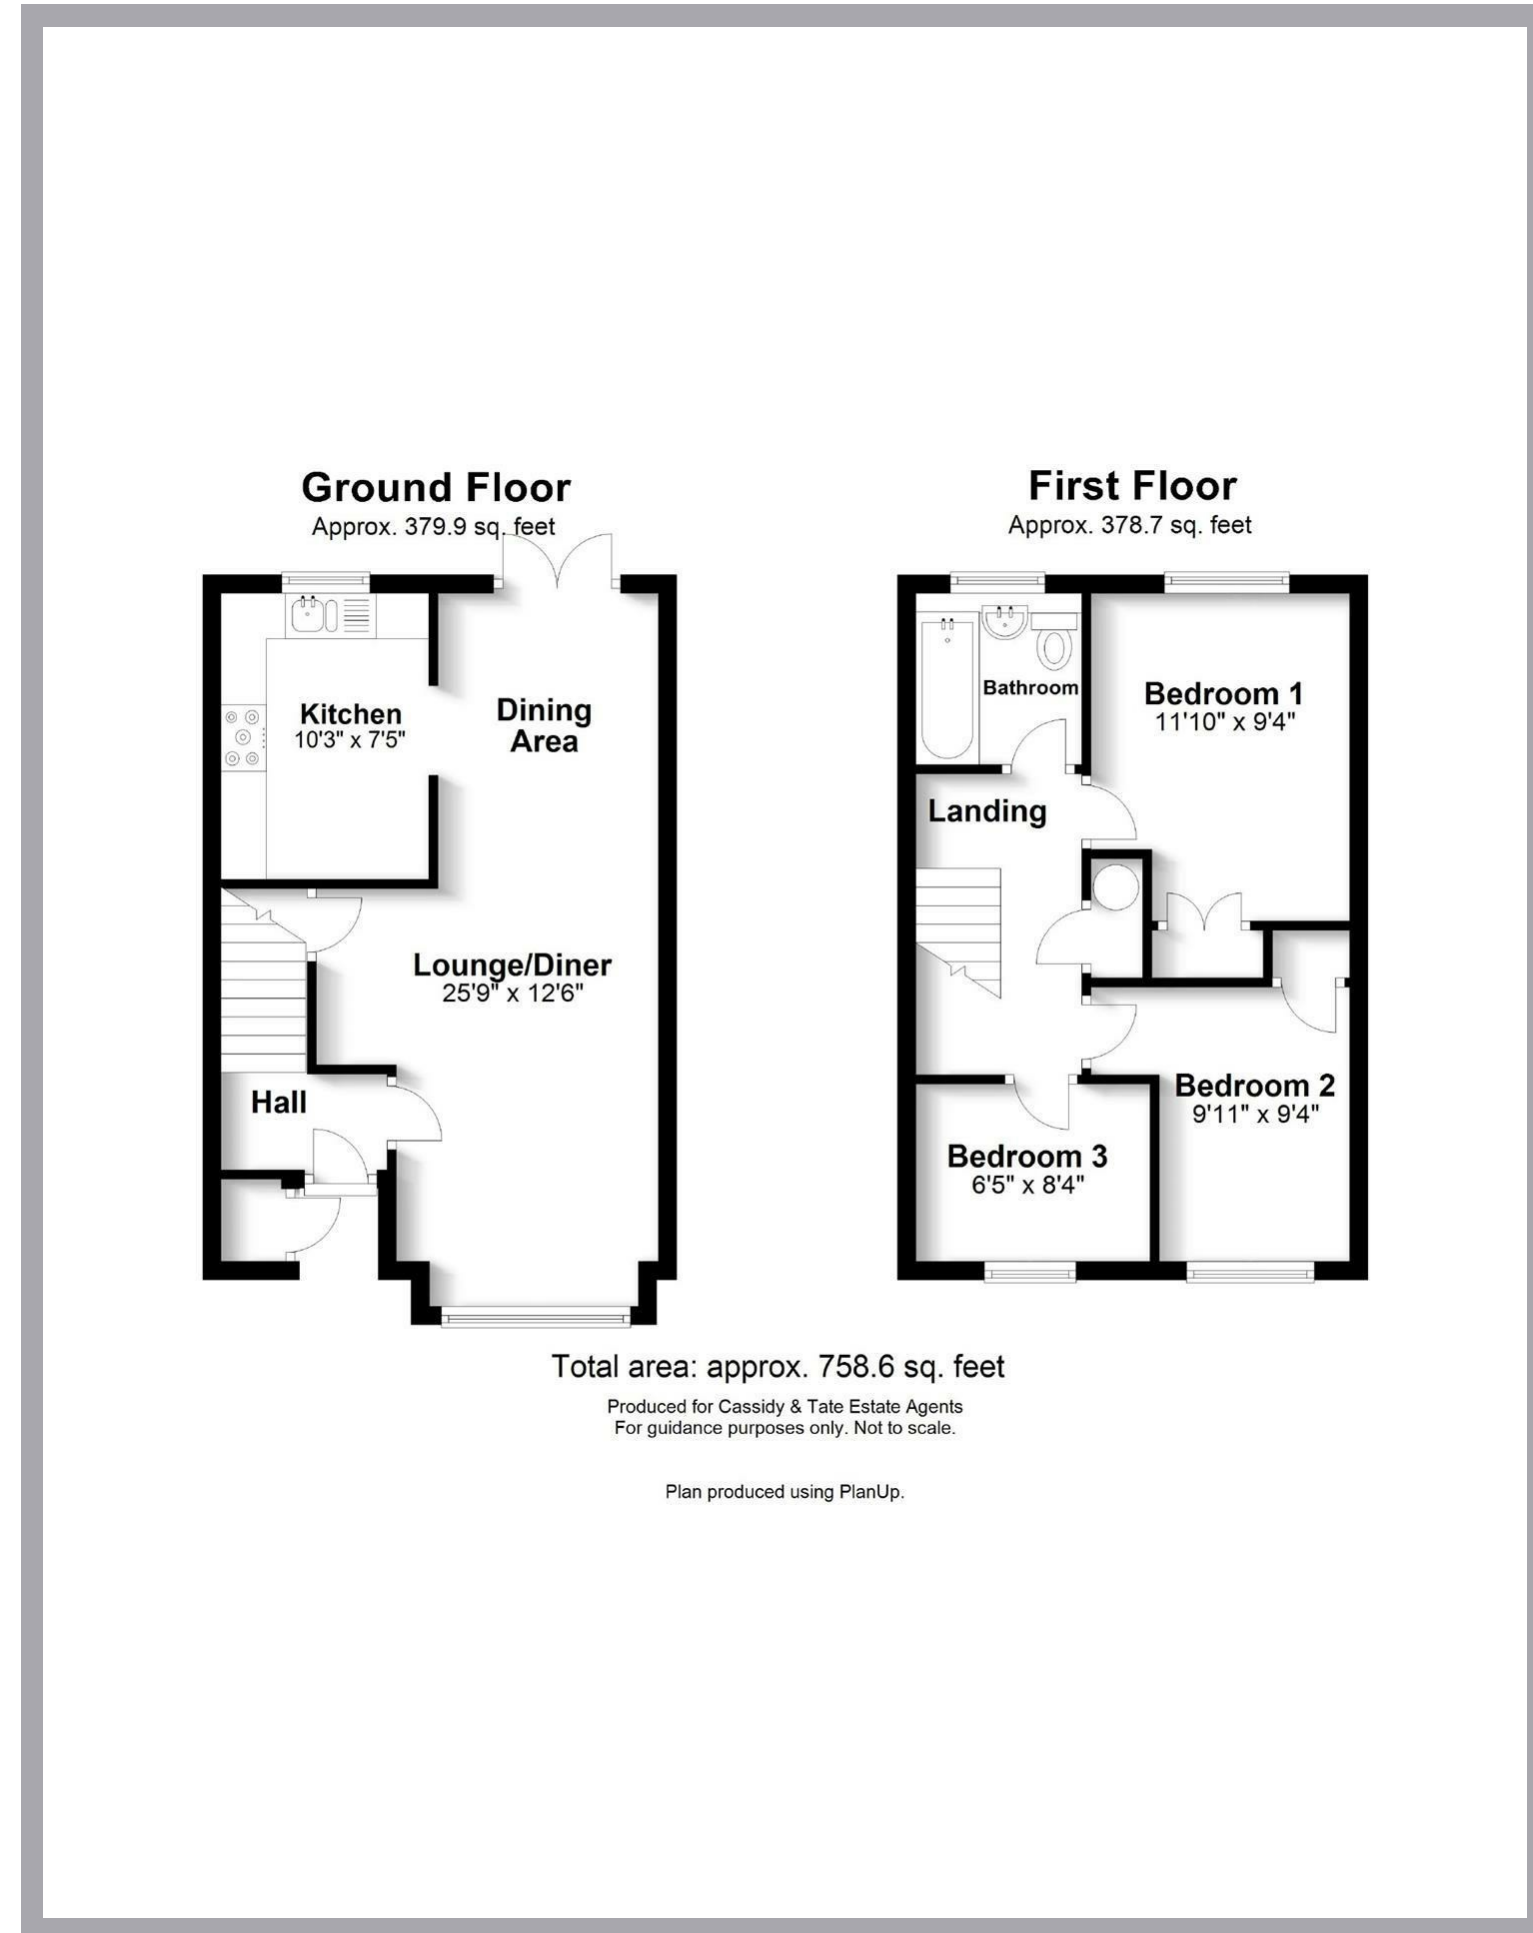 Ground Floor
Approx. 379.9 sq. feet
Kitchen
10'3" x 7'5"
Dining
Area
Lounge/Diner
25'9" x 12'6"
Hall
First Floor
Approx. 378.7 sq. feet
Bathroom
Bedroom 1
11'10" x 9'4"
Landing
Bedroom 2
9'11" x 9'4"
Bedroom 3
6'5" x 8'4"
Total area: approx. 758.6 sq. feet
Produced for Cassidy & Tate Estate Agents
For guidance purposes only. Not to scale.
Plan produced using PlanUp.